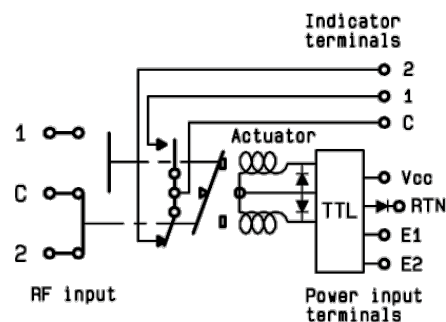 Indicator
terminals
2
1
C
Actuator
1
C
2
RF input
TTL
Vcc
RTN
E1
E2
Power input
terminals